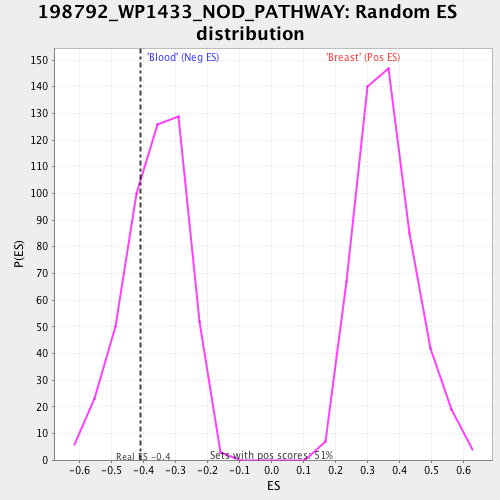 198792_WP1433_NOD_PATHWAY: Random ES
distribution
'Blood' (Neg ES)
'Breast' (Pos ES)
150
140
130
120
110
100
90
80
70
60
50
40
30
20
10
0
P(ES)
Real ES -0.4
Sets with pos scores: 51%
-0.6 -0.5 -0.4 -0.3 -0.2 -0.1 0.0 0.1 0.2 0.3 0.4 0.5 0.6
ES